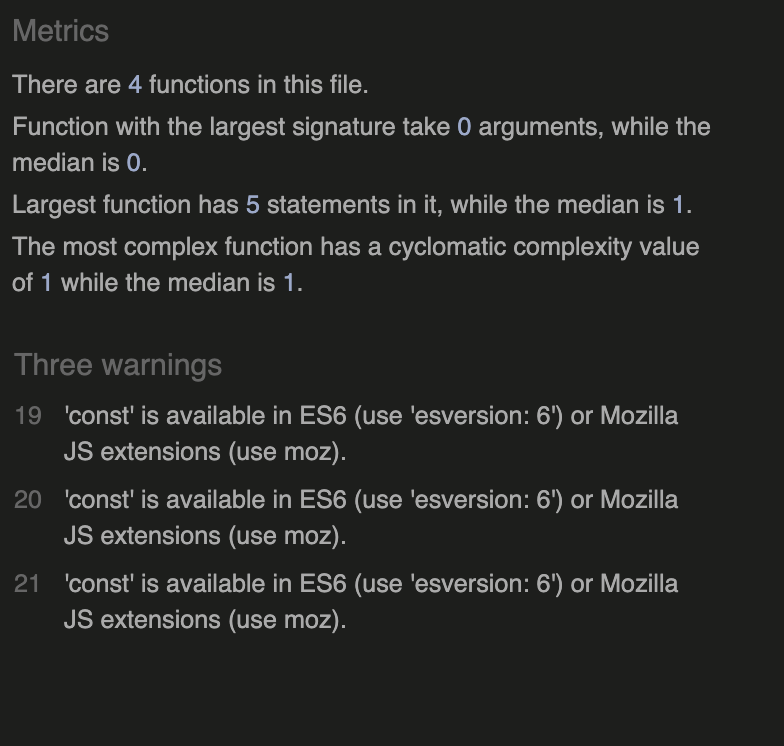 Metrics
There are 4 functions in this file.
Function with the largest signature take 0 arguments, while the
median is 0.
Largest function has 5 statements in it, while the median is 1.
The most complex function has a cyclomatic complexity value
of 1 while the median is 1.
Three warnings
19 'const' is available in ES6 (use 'esversion: 6') or Mozilla
JS extensions (use moz).
20 'const' is available in ES6 (use 'esversion: 6') or Mozilla
JS extensions (use moz).
21 'const' is available in ES6 (use 'esversion: 6') or Mozilla
JS extensions (use moz).